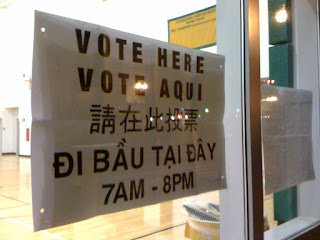 VOTE HERE
VOTE AQUI
請在此投票
ĐI BẦU TẠI ĐÂY
7AM - 8PM